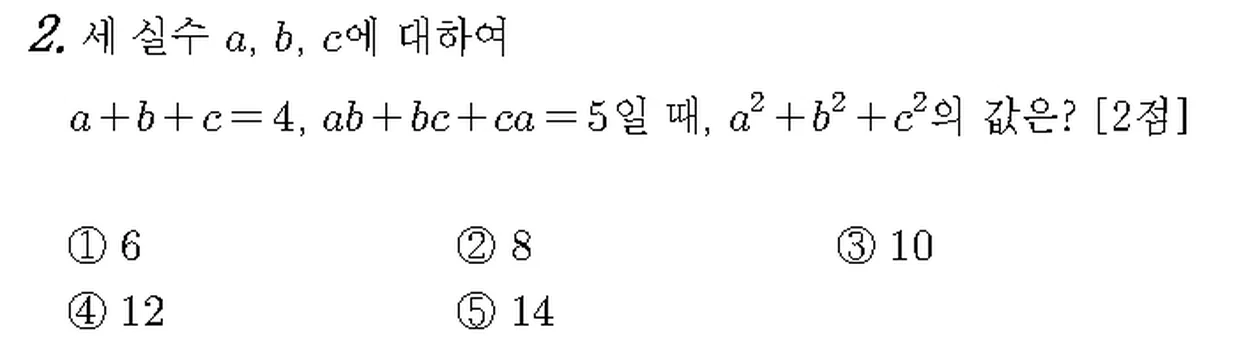 2. 세 실수 a, b, c에 대하여
a+b+c=4, ab+bc+ca=5일 때, a²+b²+c²의 값은? [2점]
① 6 ② 8 ③ 10
④ 12 ⑤ 14